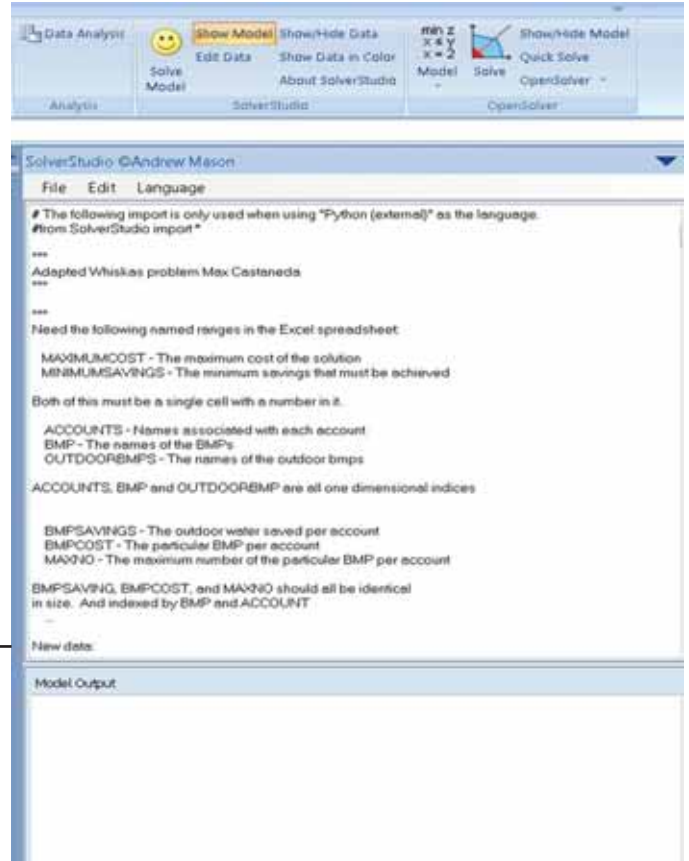 Data Analysis
Solve Model
Show Model
Edit Data
Show/Hide Data
Show Data in Color
About SolverStudio
min z
x ≤ y
x = 2
Model
Solve
Show/Hide Model
Quick Solve
OpenSolver
Analysis
SolverStudio
OpenSolver
SolverStudio ©Andrew Mason
File Edit Language
# The following import is only used when using "Python (external)" as the language.
#from SolverStudio import *
"""
Adapted Whiskas problem Max Castaneda
"""
"""
Need the following named ranges in the Excel spreadsheet:
MAXIMUMCOST - The maximum cost of the solution
MINIMUMSAVINGS - The minimum savings that must be achieved
Both of this must be a single cell with a number in it.
ACCOUNTS - Names associated with each account
BMP - The names of the BMPs
OUTDOORBMPS - The names of the outdoor bmps
ACCOUNTS, BMP and OUTDOORBMP are all one dimensional indices
BMPSAVINGS - The outdoor water saved per account
BMPCOST - The particular BMP per account
MAXNO - The maximum number of the particular BMP per account
BMPSAVING, BMPCOST, and MAXNO should all be identical
in size. And indexed by BMP and ACCOUNT
...
New data:
Model Output